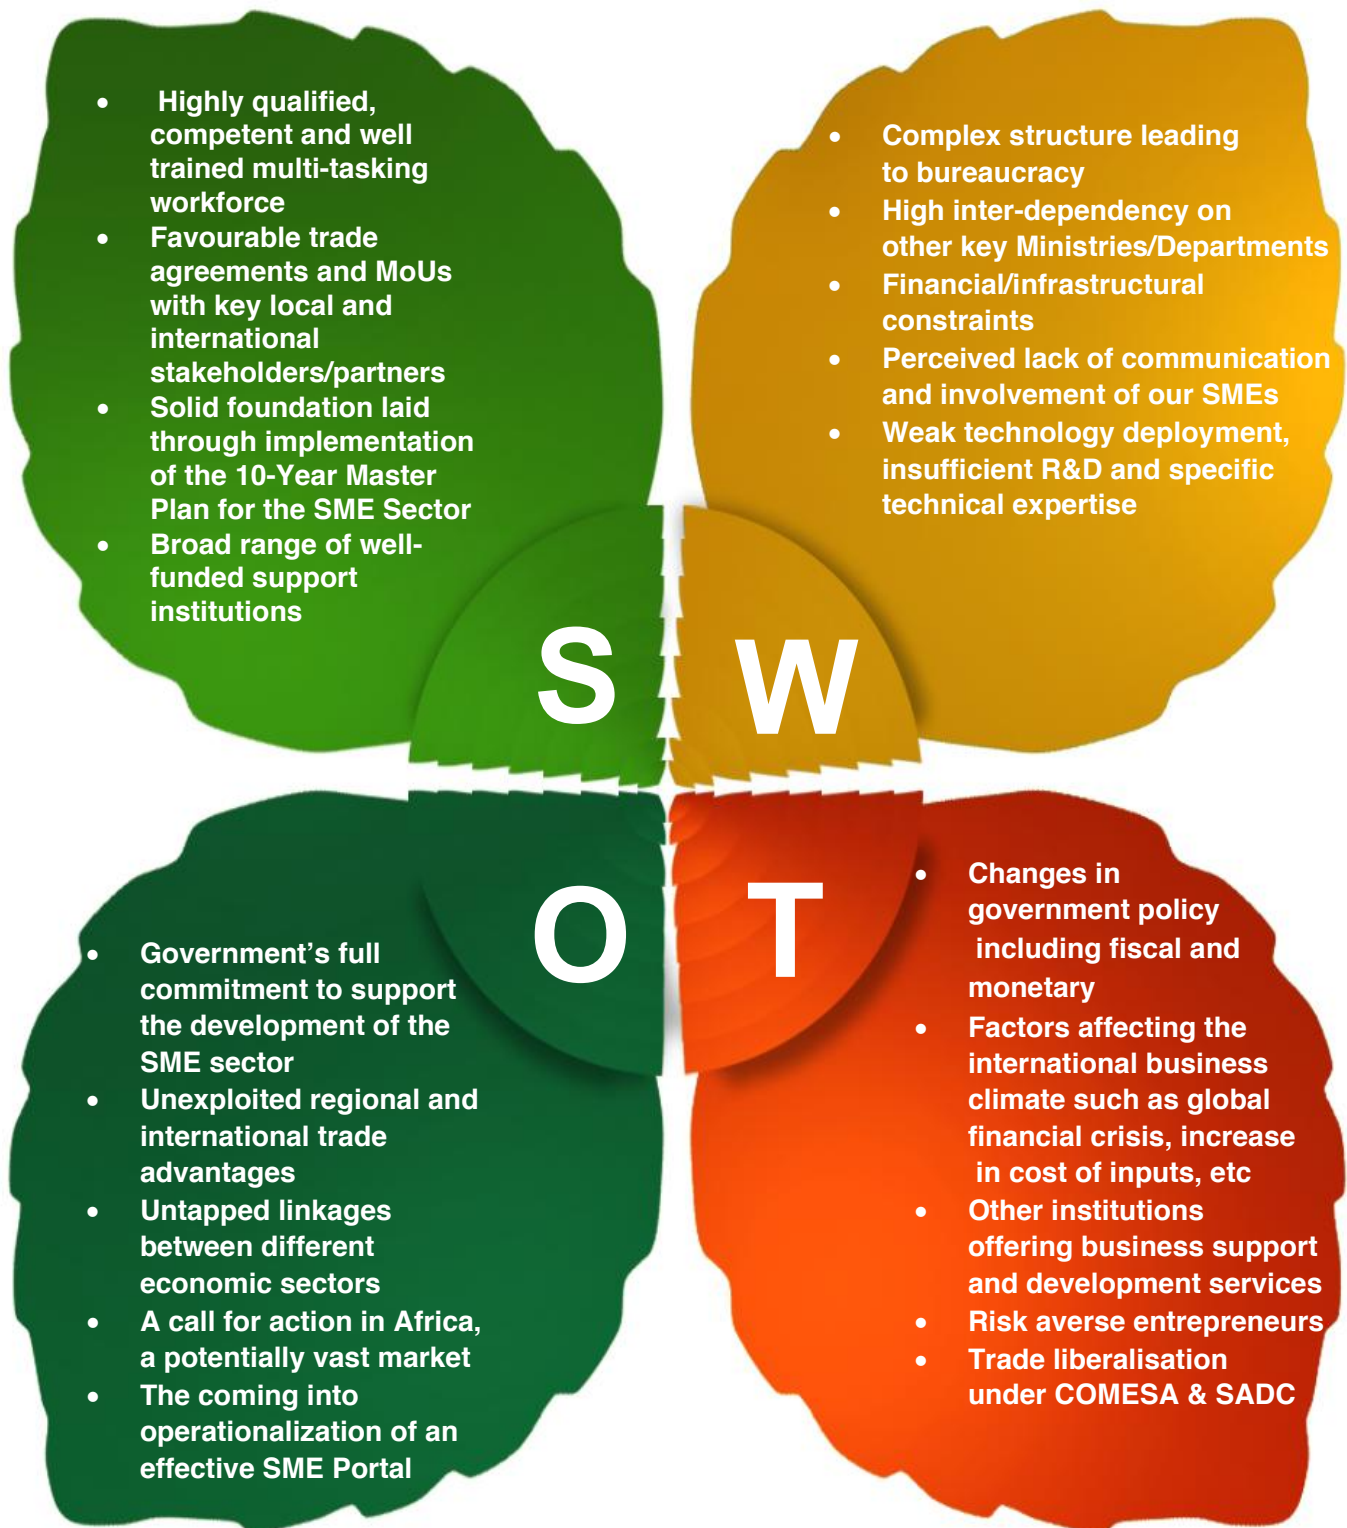 • Highly qualified,
competent and well
trained multi-tasking
workforce
• Favourable trade
agreements and MoUs
with key local and
international
stakeholders/partners
• Solid foundation laid
through implementation
of the 10-Year Master
Plan for the SME Sector
• Broad range of well-
funded support
institutions
S
• Complex structure leading
to bureaucracy
• High inter-dependency on
other key Ministries/Departments
• Financial/infrastructural
constraints
• Perceived lack of communication
and involvement of our SMEs
• Weak technology deployment,
insufficient R&D and specific
technical expertise
W
O
• Government’s full
commitment to support
the development of the
SME sector
• Unexploited regional and
international trade
advantages
• Untapped linkages
between different
economic sectors
• A call for action in Africa,
a potentially vast market
• The coming into
operationalization of an
effective SME Portal
T
• Changes in
government policy
including fiscal and
monetary
• Factors affecting the
international business
climate such as global
financial crisis, increase
in cost of inputs, etc
• Other institutions
offering business support
and development services
• Risk averse entrepreneurs
• Trade liberalisation
under COMESA & SADC